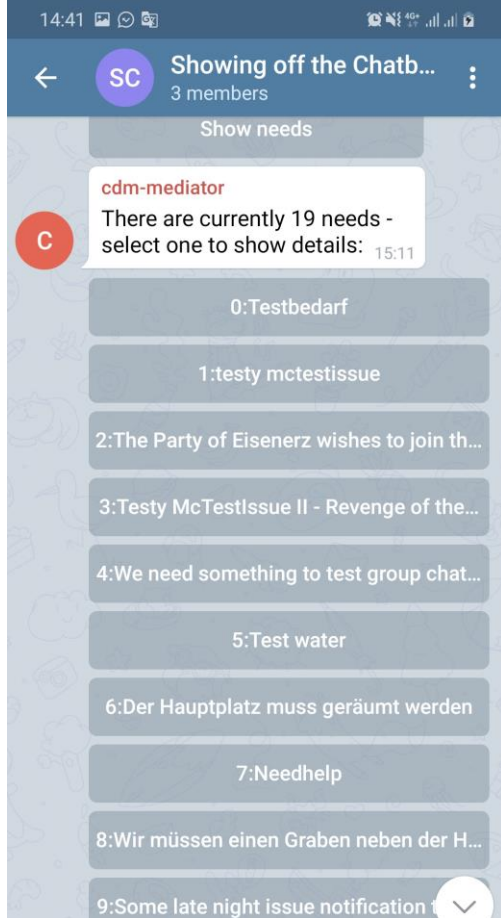 14:41
4G+
SC
Showing off the Chatb...
3 members
Show needs
cdm-mediator
C
There are currently 19 needs -
select one to show details: 15:11
0:Testbedarf
1:testy mctestissue
2:The Party of Eisenerz wishes to join th...
3:Testy McTestIssue II - Revenge of the...
4:We need something to test group chat...
5:Test water
6:Der Hauptplatz muss geräumt werden
7:Needhelp
8:Wir müssen einen Graben neben der H...
9:Some late night issue notification